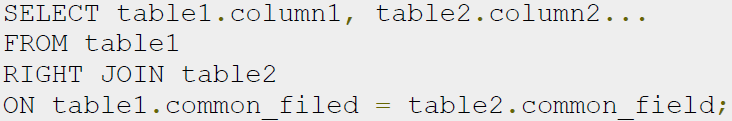 SELECT table1.column1, table2.column2...
FROM table1
RIGHT JOIN table2
ON table1.common_filed = table2.common_field;